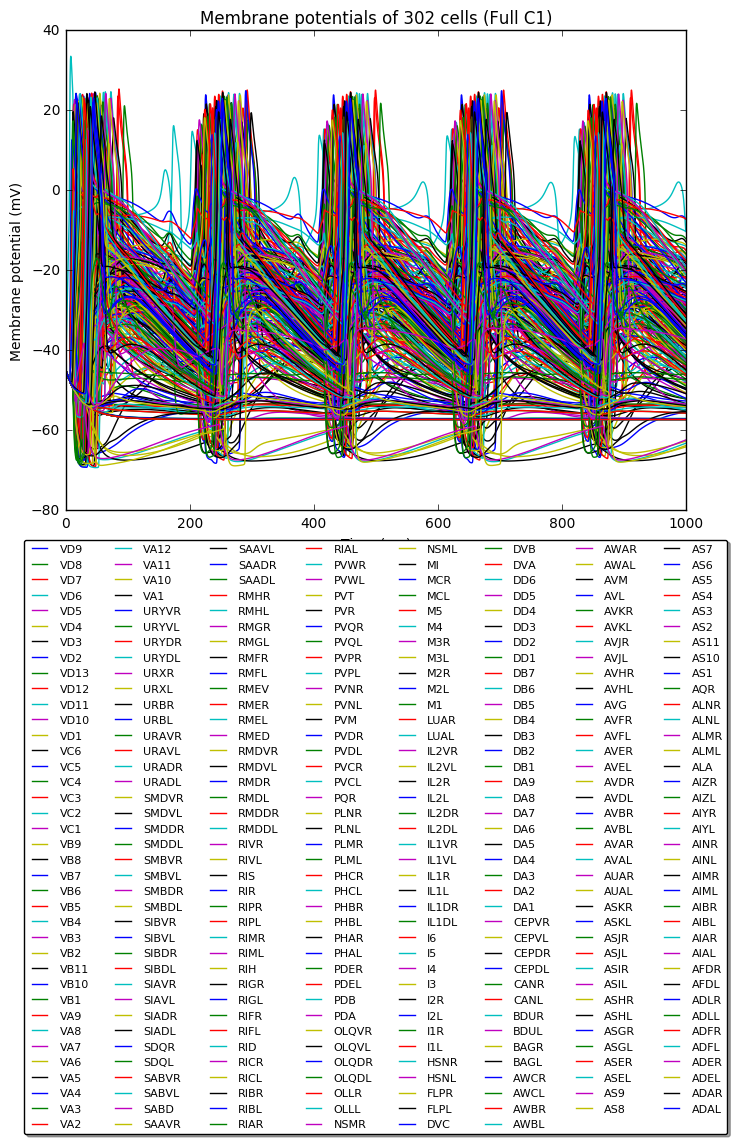 Membrane potentials of 302 cells (Full C1)
Membrane potential (mV)
40
20
0
−20
−40
−60
−80
0
200
400
600
800
1000
VD9
VD8
VD7
VD6
VD5
VD4
VD3
VD2
VD13
VD12
VD11
VD10
VD1
VC6
VC5
VC4
VC3
VC2
VC1
VB9
VB8
VB7
VB6
VB5
VB4
VB3
VB2
VB11
VB10
VB1
VA9
VA8
VA7
VA6
VA5
VA4
VA3
VA2
VA12
VA11
VA10
VA1
URYVR
URYVL
URYDR
URYDL
URXR
URXL
URBR
URBL
URAVR
URAVL
URADR
URADL
SMDVR
SMDVL
SMDDR
SMDDL
SMBVR
SMBVL
SMBDR
SMBDL
SIBVR
SIBVL
SIBDR
SIBDL
SIAVR
SIAVL
SIADR
SIADL
SDQR
SDQL
SABVR
SABVL
SABD
SAAVR
SAAVL
SAADR
SAADL
RMHR
RMHL
RMGR
RMGL
RMFR
RMFL
RMEV
RMER
RMEL
RMED
RMDVR
RMDVL
RMDR
RMDL
RMDDR
RMDDL
RIVR
RIVL
RIS
RIR
RIPR
RIPL
RIMR
RIML
RIH
RIGR
RIGL
RIFR
RIFL
RID
RICR
RICL
RIBR
RIBL
RIAR
RIAL
PVWR
PVWL
PVT
PVR
PVQR
PVQL
PVPR
PVPL
PVNR
PVNL
PVM
PVDR
PVDL
PVCR
PVCL
PQR
PLNR
PLNL
PLMR
PLML
PHCR
PHCL
PHBR
PHBL
PHAR
PHAL
PDER
PDEL
PDB
PDA
OLQVR
OLQVL
OLQDR
OLQDL
OLLR
OLLL
NSMR
NSML
MI
MCR
MCL
M5
M4
M3R
M3L
M2R
M2L
M1
LUAR
LUAL
IL2VR
IL2VL
IL2R
IL2L
IL2DR
IL2DL
IL1VR
IL1VL
IL1R
IL1L
IL1DR
IL1DL
I6
I5
I4
I3
I2R
I2L
I1R
I1L
HSNR
HSNL
FLPR
FLPL
DVC
DVB
DVA
DD6
DD5
DD4
DD3
DD2
DD1
DB7
DB6
DB5
DB4
DB3
DB2
DB1
DA9
DA8
DA7
DA6
DA5
DA4
DA3
DA2
DA1
CEPVR
CEPVL
CEPDR
CEPDL
CANR
CANL
BDUR
BDUL
BAGR
BAGL
AWCR
AWCL
AWBR
AWBL
AWAR
AWAL
AVM
AVL
AVKR
AVKL
AVJR
AVJL
AVHR
AVHL
AVG
AVFR
AVFL
AVER
AVEL
AVDR
AVDL
AVBR
AVBL
AVAR
AVAL
AUAR
AUAL
ASKR
ASKL
ASJR
ASJL
ASIR
ASIL
ASHR
ASHL
ASGR
ASGL
ASER
ASEL
AS9
AS8
AS7
AS6
AS5
AS4
AS3
AS2
AS11
AS10
AS1
AQR
ALNR
ALNL
ALMR
ALML
ALA
AIZR
AIZL
AIYR
AIYL
AINR
AINL
AIMR
AIML
AIBR
AIBL
AIAR
AIAL
AFDR
AFDL
ADLR
ADLL
ADFR
ADFL
ADER
ADEL
ADAR
ADAL